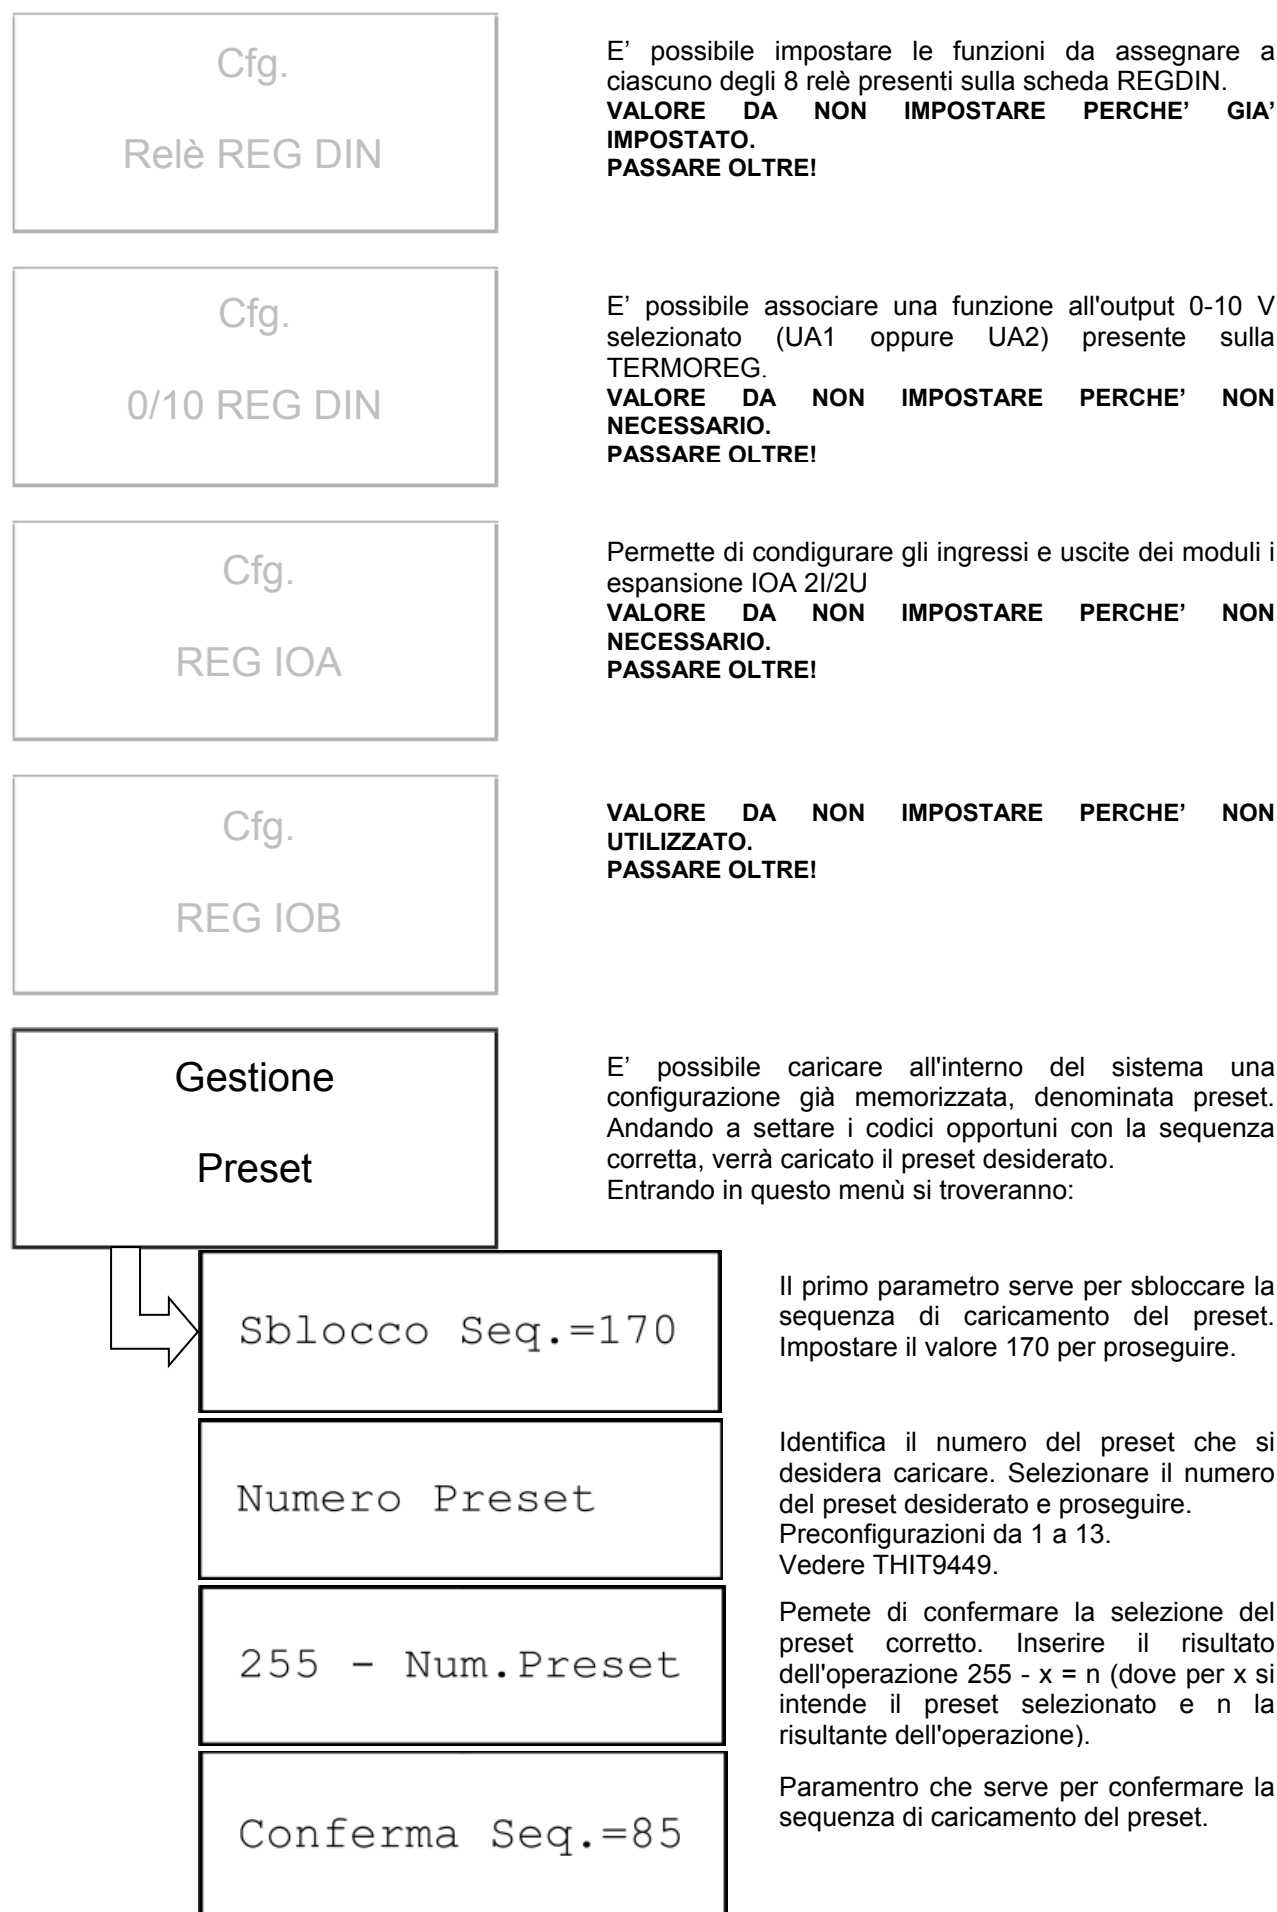 Cfg.
Relè REG DIN
E’ possibile impostare le funzioni da assegnare a
ciascuno degli 8 relè presenti sulla scheda REGDIN.
VALORE DA NON IMPOSTARE PERCHE’ GIA’
IMPOSTATO.
PASSARE OLTRE!
Cfg.
0/10 REG DIN
E’ possibile associare una funzione all'output 0-10 V
selezionato (UA1 oppure UA2) presente sulla
TERMOREG.
VALORE DA NON IMPOSTARE PERCHE’ NON
NECESSARIO.
PASSARE OLTRE!
Cfg.
REG IOA
Permette di condigurare gli ingressi e uscite dei moduli i
espansione IOA 2I/2U
VALORE DA NON IMPOSTARE PERCHE’ NON
NECESSARIO.
PASSARE OLTRE!
Cfg.
REG IOB
VALORE DA NON IMPOSTARE PERCHE’ NON
UTILIZZATO.
PASSARE OLTRE!
Gestione
Preset
E’ possibile caricare all'interno del sistema una
configurazione già memorizzata, denominata preset.
Andando a settare i codici opportuni con la sequenza
corretta, verrà caricato il preset desiderato.
Entrando in questo menù si troveranno:
Sblocco Seq.=170
Il primo parametro serve per sbloccare la
sequenza di caricamento del preset.
Impostare il valore 170 per proseguire.
Numero Preset
Identifica il numero del preset che si
desidera caricare. Selezionare il numero
del preset desiderato e proseguire.
Preconfigurazioni da 1 a 13.
Vedere THIT9449.
255 - Num.Preset
Pemete di confermare la selezione del
preset corretto. Inserire il risultato
dell'operazione 255 - x = n (dove per x si
intende il preset selezionato e n la
risultante dell'operazione).
Conferma Seq.=85
Paramentro che serve per confermare la
sequenza di caricamento del preset.